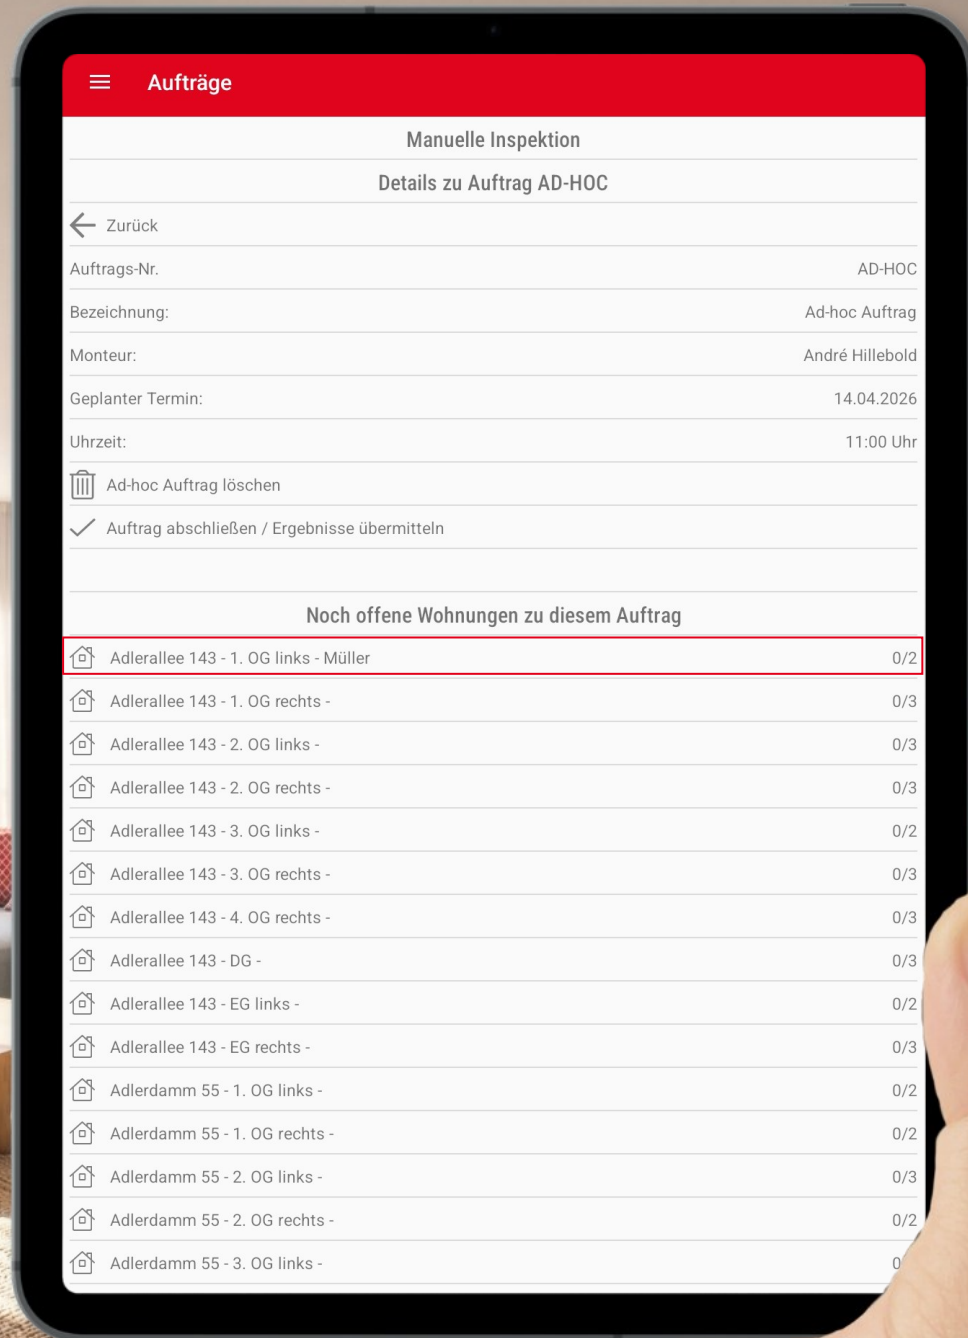 Aufträge
Manuelle Inspektion
Details zu Auftrag AD-HOC
Zurück
Auftrags-Nr. AD-HOC
Bezeichnung: Ad-hoc Auftrag
Monteur: André Hillebold
Geplanter Termin: 14.04.2026
Uhrzeit: 11:00 Uhr
Ad-hoc Auftrag löschen
Auftrag abschließen / Ergebnisse übermitteln
Noch offene Wohnungen zu diesem Auftrag
Adlerallee 143 - 1. OG links - Müller 0/2
Adlerallee 143 - 1. OG rechts - 0/3
Adlerallee 143 - 2. OG links - 0/3
Adlerallee 143 - 2. OG rechts - 0/3
Adlerallee 143 - 3. OG links - 0/2
Adlerallee 143 - 3. OG rechts - 0/3
Adlerallee 143 - 4. OG rechts - 0/3
Adlerallee 143 - DG - 0/3
Adlerallee 143 - EG links - 0/2
Adlerallee 143 - EG rechts - 0/3
Adlerdamm 55 - 1. OG links - 0/2
Adlerdamm 55 - 1. OG rechts - 0/2
Adlerdamm 55 - 2. OG links - 0/3
Adlerdamm 55 - 2. OG rechts - 0/2
Adlerdamm 55 - 3. OG links -